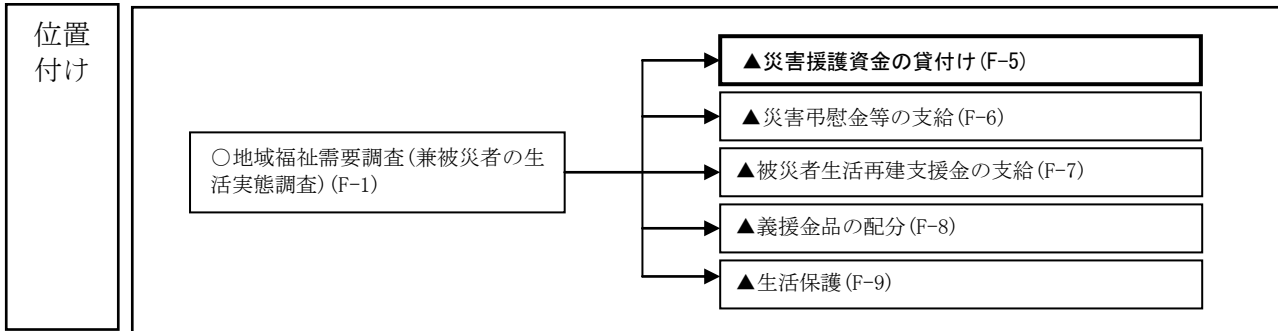 位置
付け
▲災害援護資金の貸付け(F-5)
▲災害弔慰金等の支給(F-6)
○地域福祉需要調査(兼被災者の生
活実態調査)(F-1)
▲被災者生活再建支援金の支給(F-7)
▲義援金品の配分(F-8)
▲生活保護(F-9)